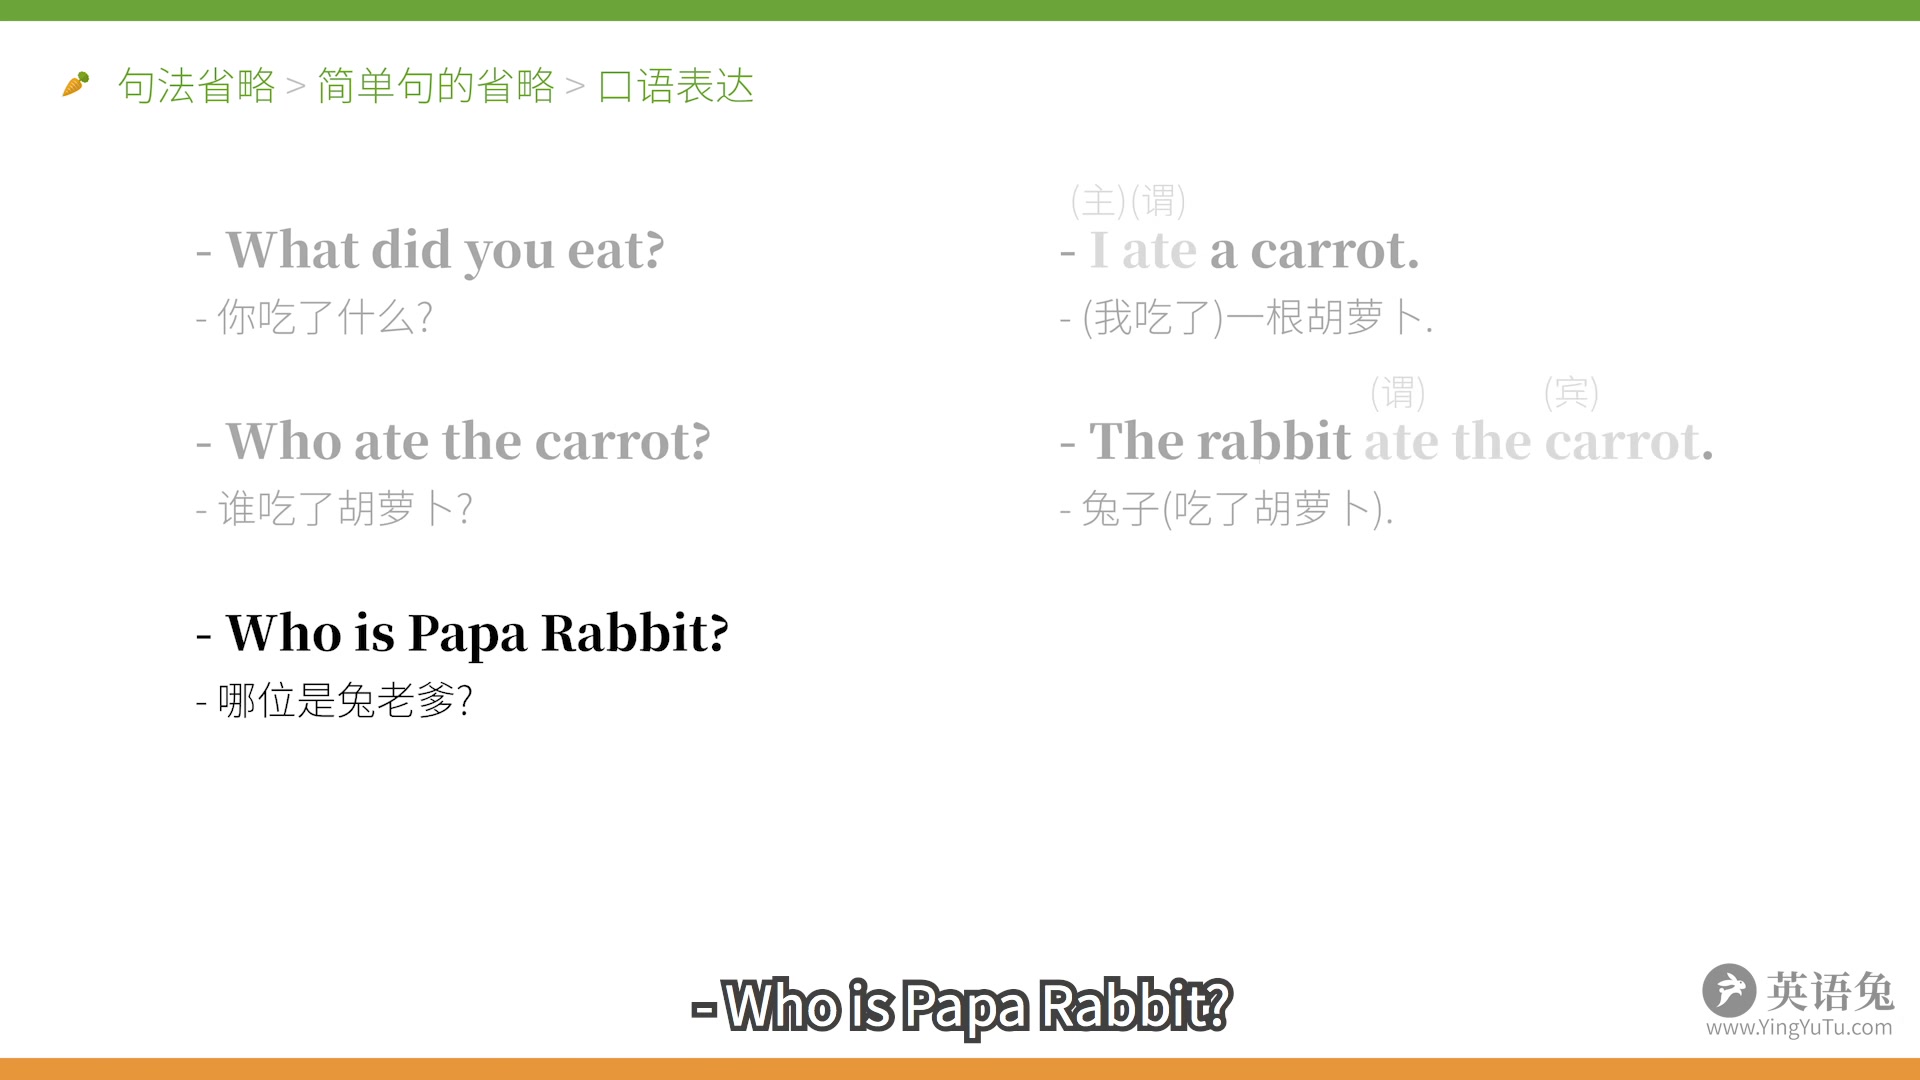 句法省略 > 简单句的省略 > 口语表达
- What did you eat?
- 你吃了什么?
(主)(谓)
- I ate a carrot.
- (我吃了)一根胡萝卜.
- Who ate the carrot?
- 谁吃了胡萝卜?
(谓) (宾)
- The rabbit ate the carrot.
- 兔子(吃了胡萝卜).
- Who is Papa Rabbit?
- 哪位是兔老爹?
- Who is Papa Rabbit?
英语兔
www.YingYuTu.com